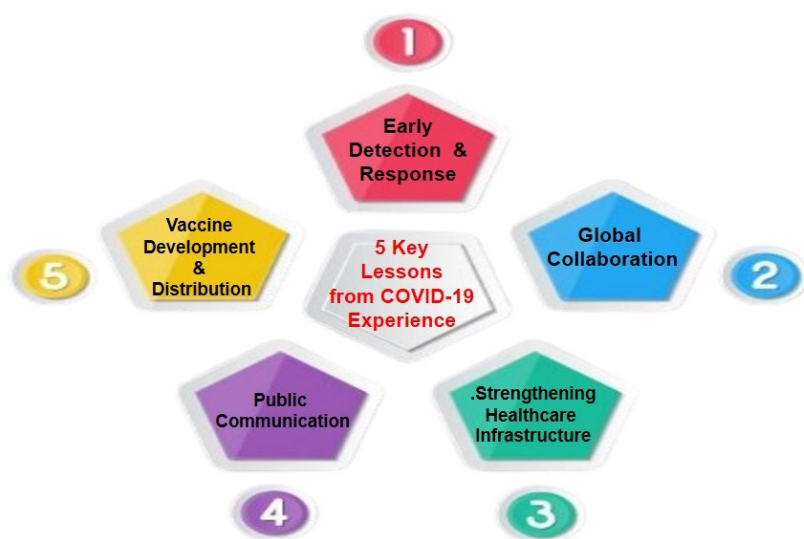 1
Early
Detection &
Response
5 Key
Lessons
from COVID-19
Experience
Global
Collaboration
2
.Strengthening
Healthcare
Infrastructure
3
Public
Communication
4
Vaccine
Development
&
Distribution
5